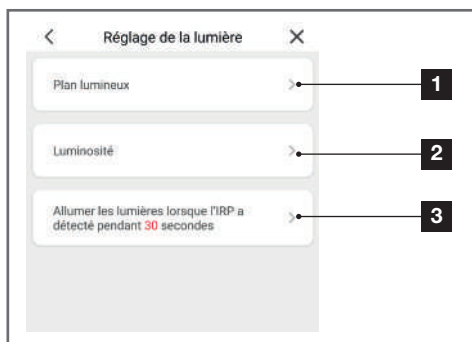 Réglage de la lumière
Plan lumineux
1
Luminosité
2
Allumer les lumières lorsque l'IRP a
détecté pendant 30 secondes
3